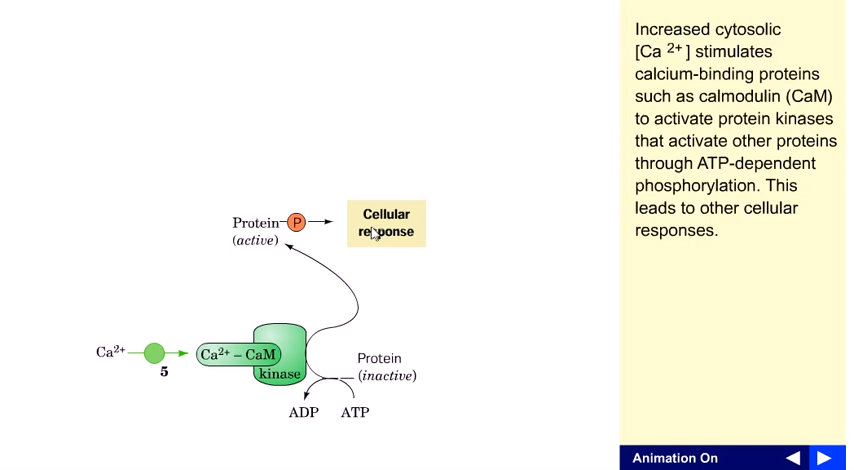 Increased cytosolic
[Ca 2+ ] stimulates
calcium-binding proteins
such as calmodulin (CaM)
to activate protein kinases
that activate other proteins
through ATP-dependent
phosphorylation. This
leads to other cellular
responses.
Protein P
(active)
Cellular
response
Ca2+
5
Ca2+ – CaM
kinase
Protein
(inactive)
ADP ATP
Animation On